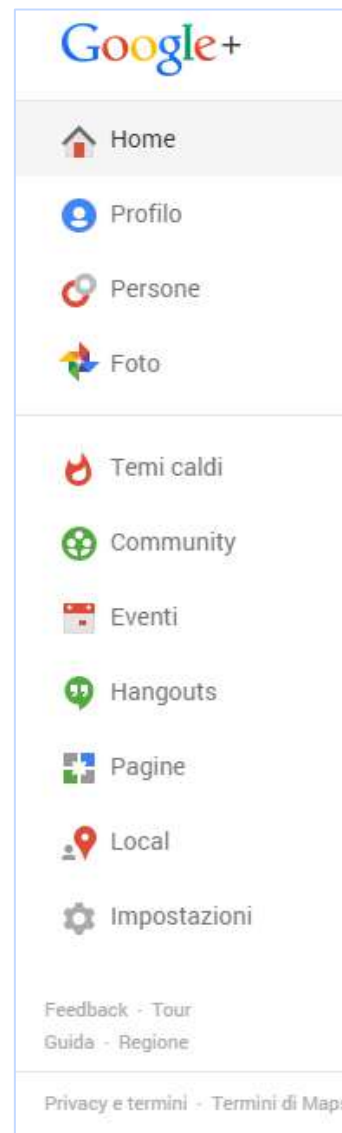 Google+
Home
Profilo
Persone
Foto
Temi caldi
Community
Eventi
Hangouts
Pagine
Local
Impostazioni
Feedback · Tour
Guida · Regione
Privacy e termini · Termini di Maps